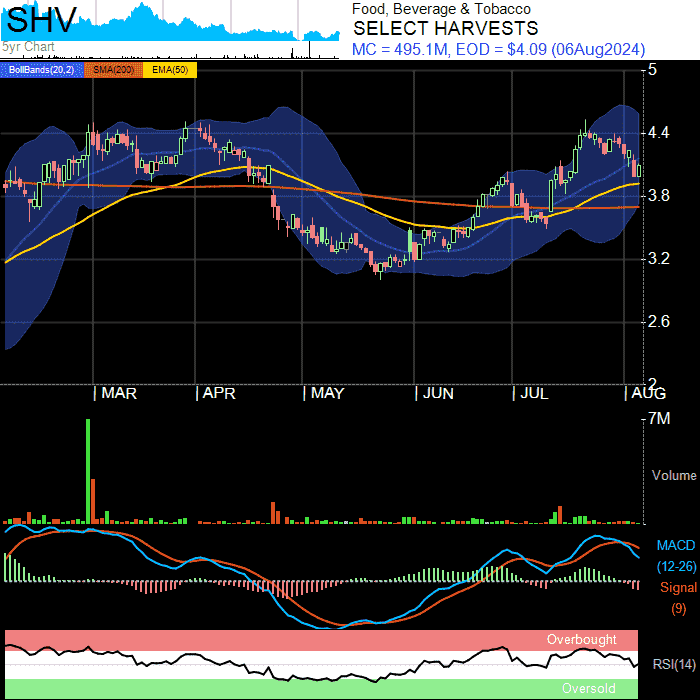 SHV
5yr Chart
Food, Beverage & Tobacco
SELECT HARVESTS
MC = 495.1M, EOD = $4.09 (06Aug2024)
BollBands(20,2) SMA(200) EMA(50)
5
4.4
3.8
3.2
2.6
2
MAR APR MAY JUN JUL AUG
7M
Volume
MACD
(12-26)
Signal
(9)
Overbought
RSI(14)
Oversold